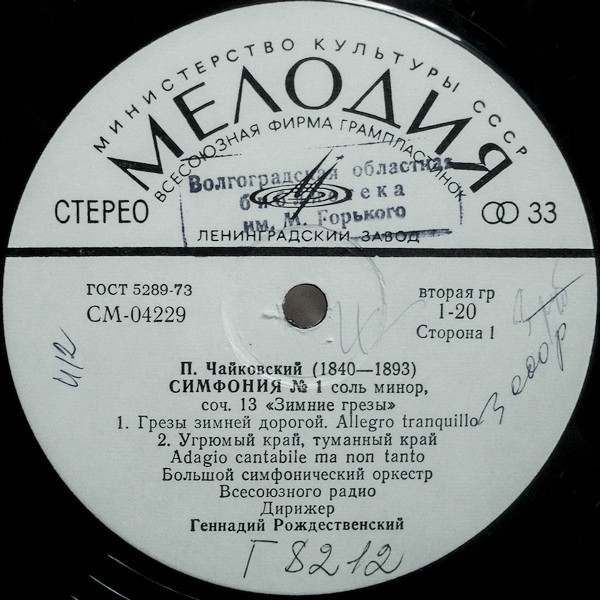 МИНИСТЕРСТВО КУЛЬТУРЫ СССР
МЕЛОДИЯ
ВСЕСОЮЗНАЯ ФИРМА ГРАМПЛАСТИНОК
Волгоградская областная
библиотека
им. М. Горького
СТЕРЕО
33
ЛЕНИНГРАДСКИЙ ЗАВОД
ГОСТ 5289-73
СМ-04229
вторая гр
1-20
Сторона 1
П. Чайковский (1840—1893)
СИМФОНИЯ № 1 соль минор,
соч. 13 «Зимние грезы»
1. Грезы зимней дорогой. Allegro tranquillo
2. Угрюмый край, туманный край
Adagio cantabile ma non tanto
Большой симфонический оркестр
Всесоюзного радио
Дирижер
Геннадий Рождественский
Г 8212